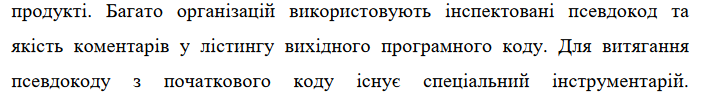 продукті. Багато організацій використовують інспектовані псевдокод та
якість коментарів у лістингу вихідного програмного коду. Для витягання
псевдокоду з початкового коду існує спеціальний інструментарій.